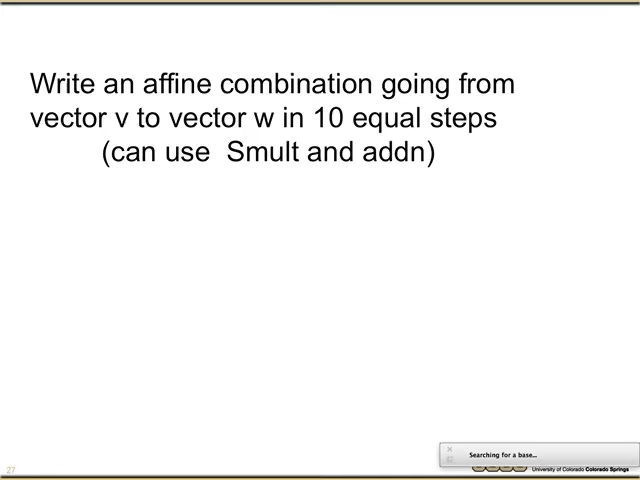 Write an affine combination going from
vector v to vector w in 10 equal steps
(can use  Smult and addn)
Searching for a base...
University of Colorado Colorado Springs
27